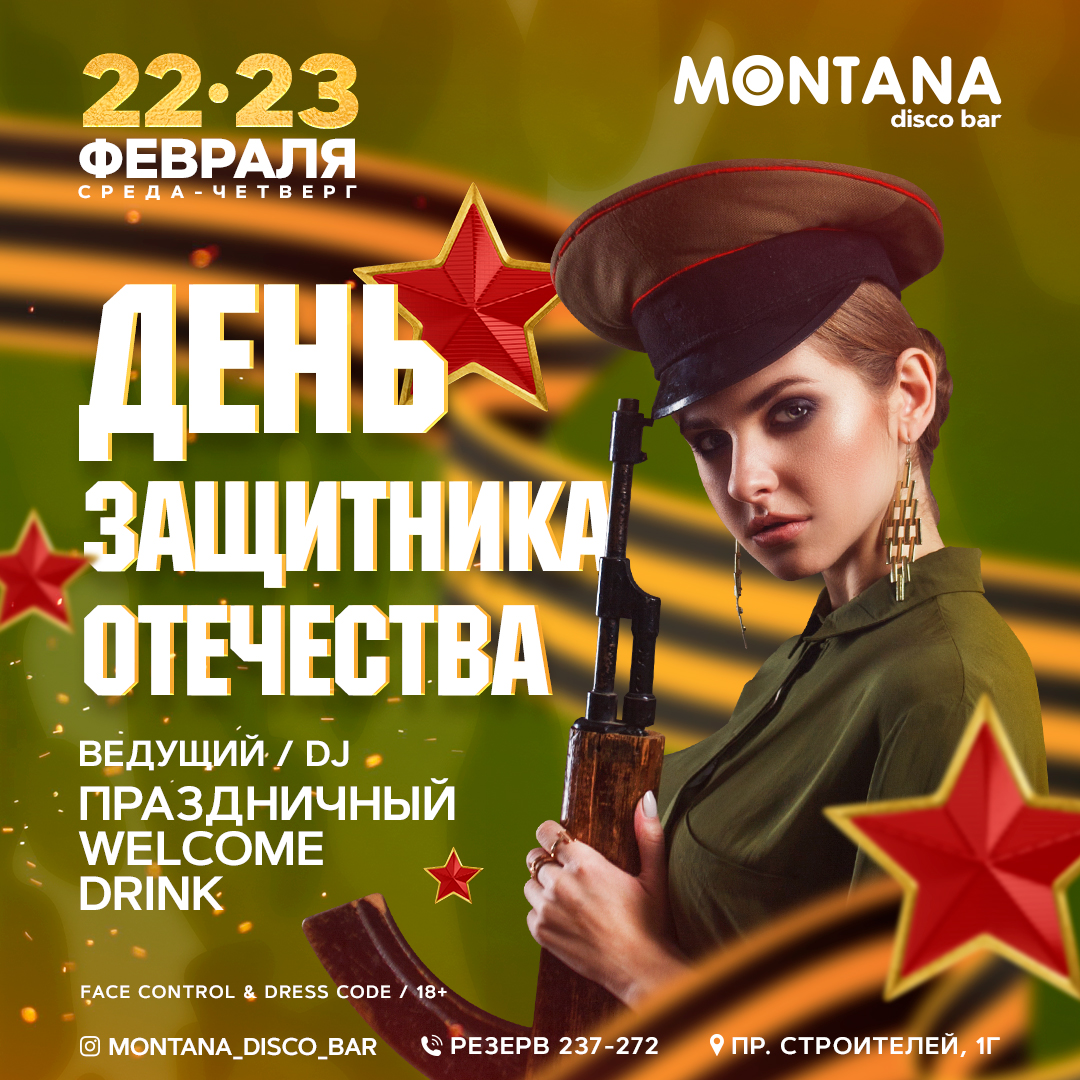 22·23
ФЕВРАЛЯ
СРЕДА-ЧЕТВЕРГ
MONTANA
disco bar
ДЕНЬ
ЗАЩИТНИКА
ОТЕЧЕСТВА
ВЕДУЩИЙ / DJ
ПРАЗДНИЧНЫЙ
WELCOME
DRINK
FACE CONTROL & DRESS CODE / 18+
MONTANA_DISCO_BAR
РЕЗЕРВ 237-272
ПР. СТРОИТЕЛЕЙ, 1Г